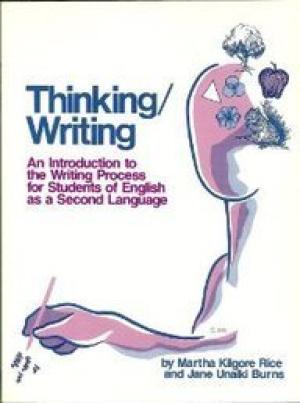 Thinking/
Writing
An Introduction to
the Writing Process
for Students of English
as a Second Language
by Martha Kilgore Rice
and Jane Unaiki Burns